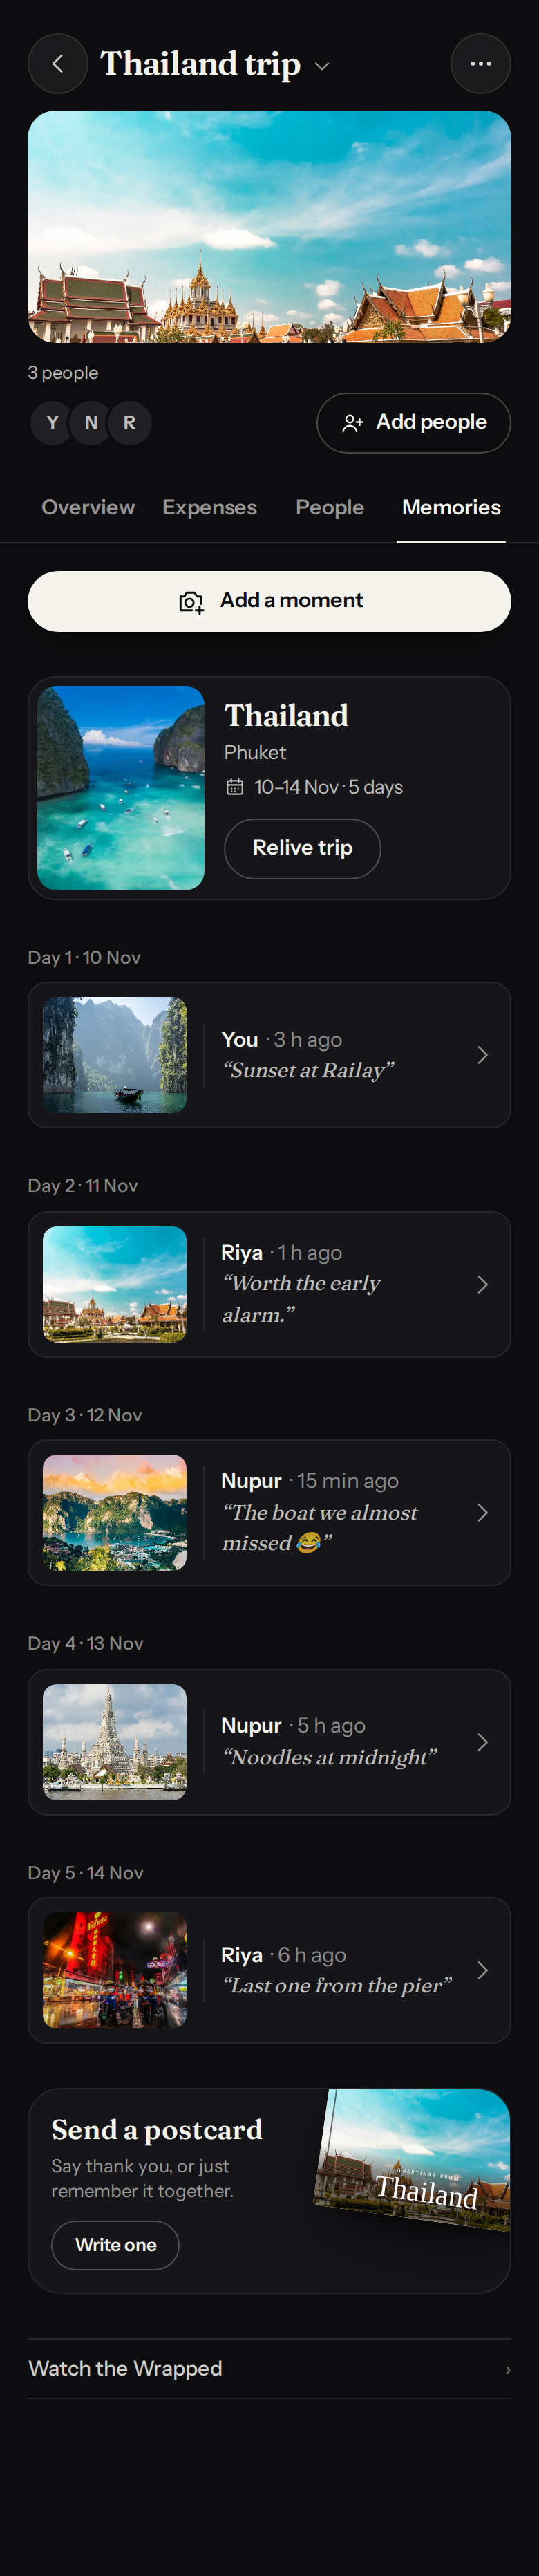 Thailand trip
3 people
Y N R
Add people
Overview Expenses People Memories
Add a moment
Thailand
Phuket
10–14 Nov · 5 days
Relive trip
Day 1 · 10 Nov
You · 3 h ago
“Sunset at Railay”
Day 2 · 11 Nov
Riya · 1 h ago
“Worth the early
alarm.”
Day 3 · 12 Nov
Nupur · 15 min ago
“The boat we almost
missed 😂”
Day 4 · 13 Nov
Nupur · 5 h ago
“Noodles at midnight”
Day 5 · 14 Nov
Riya · 6 h ago
“Last one from the pier”
Send a postcard
Say thank you, or just
remember it together.
Write one
GREETINGS FROM
Thailand
Watch the Wrapped ›